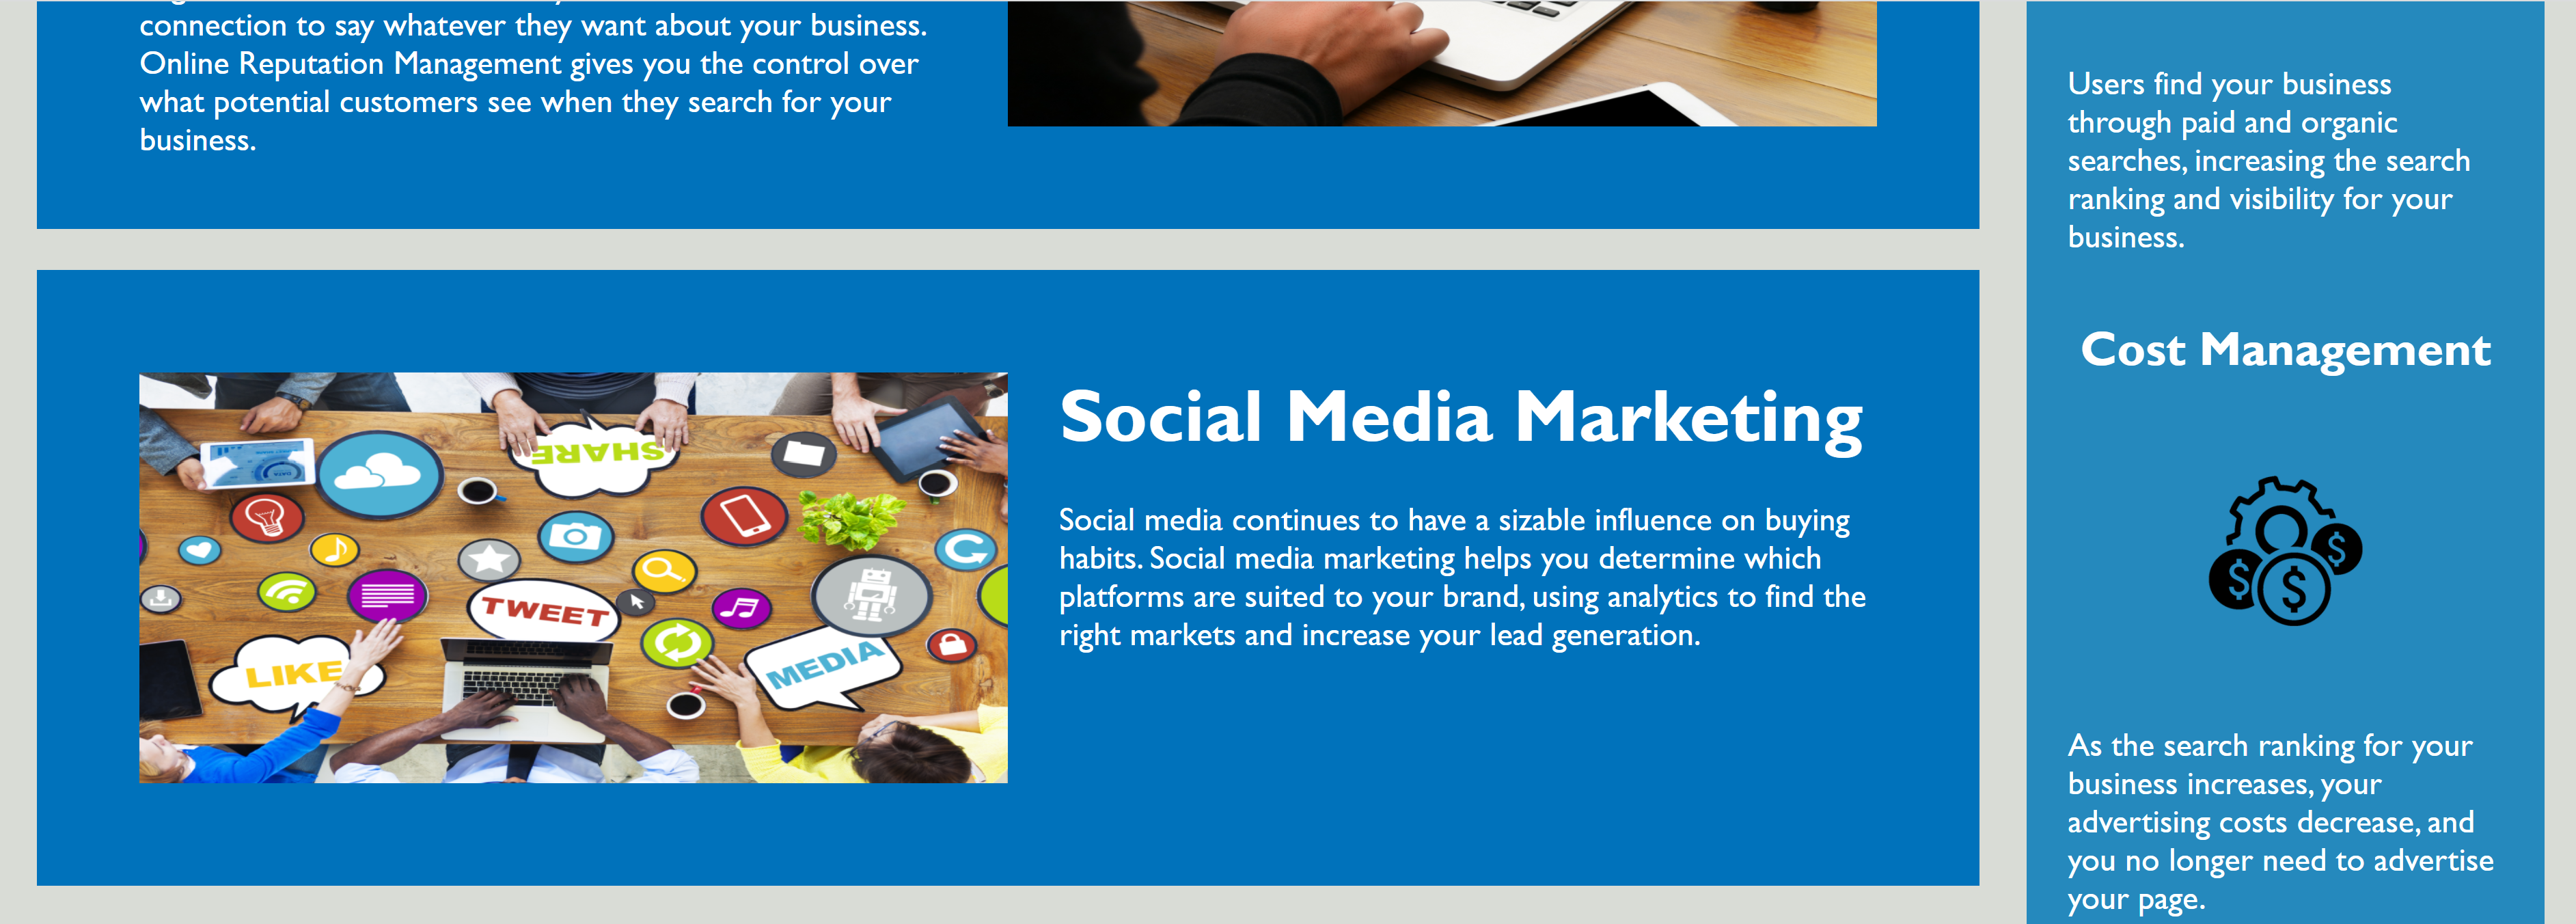 connection to say whatever they want about your business.
Online Reputation Management gives you the control over
what potential customers see when they search for your
business.
Social Media Marketing
Social media continues to have a sizable influence on buying
habits. Social media marketing helps you determine which
platforms are suited to your brand, using analytics to find the
right markets and increase your lead generation.
SHARE
TWEET
LIKE
MEDIA
Users find your business
through paid and organic
searches, increasing the search
ranking and visibility for your
business.
Cost Management
$
$
$
As the search ranking for your
business increases, your
advertising costs decrease, and
you no longer need to advertise
your page.